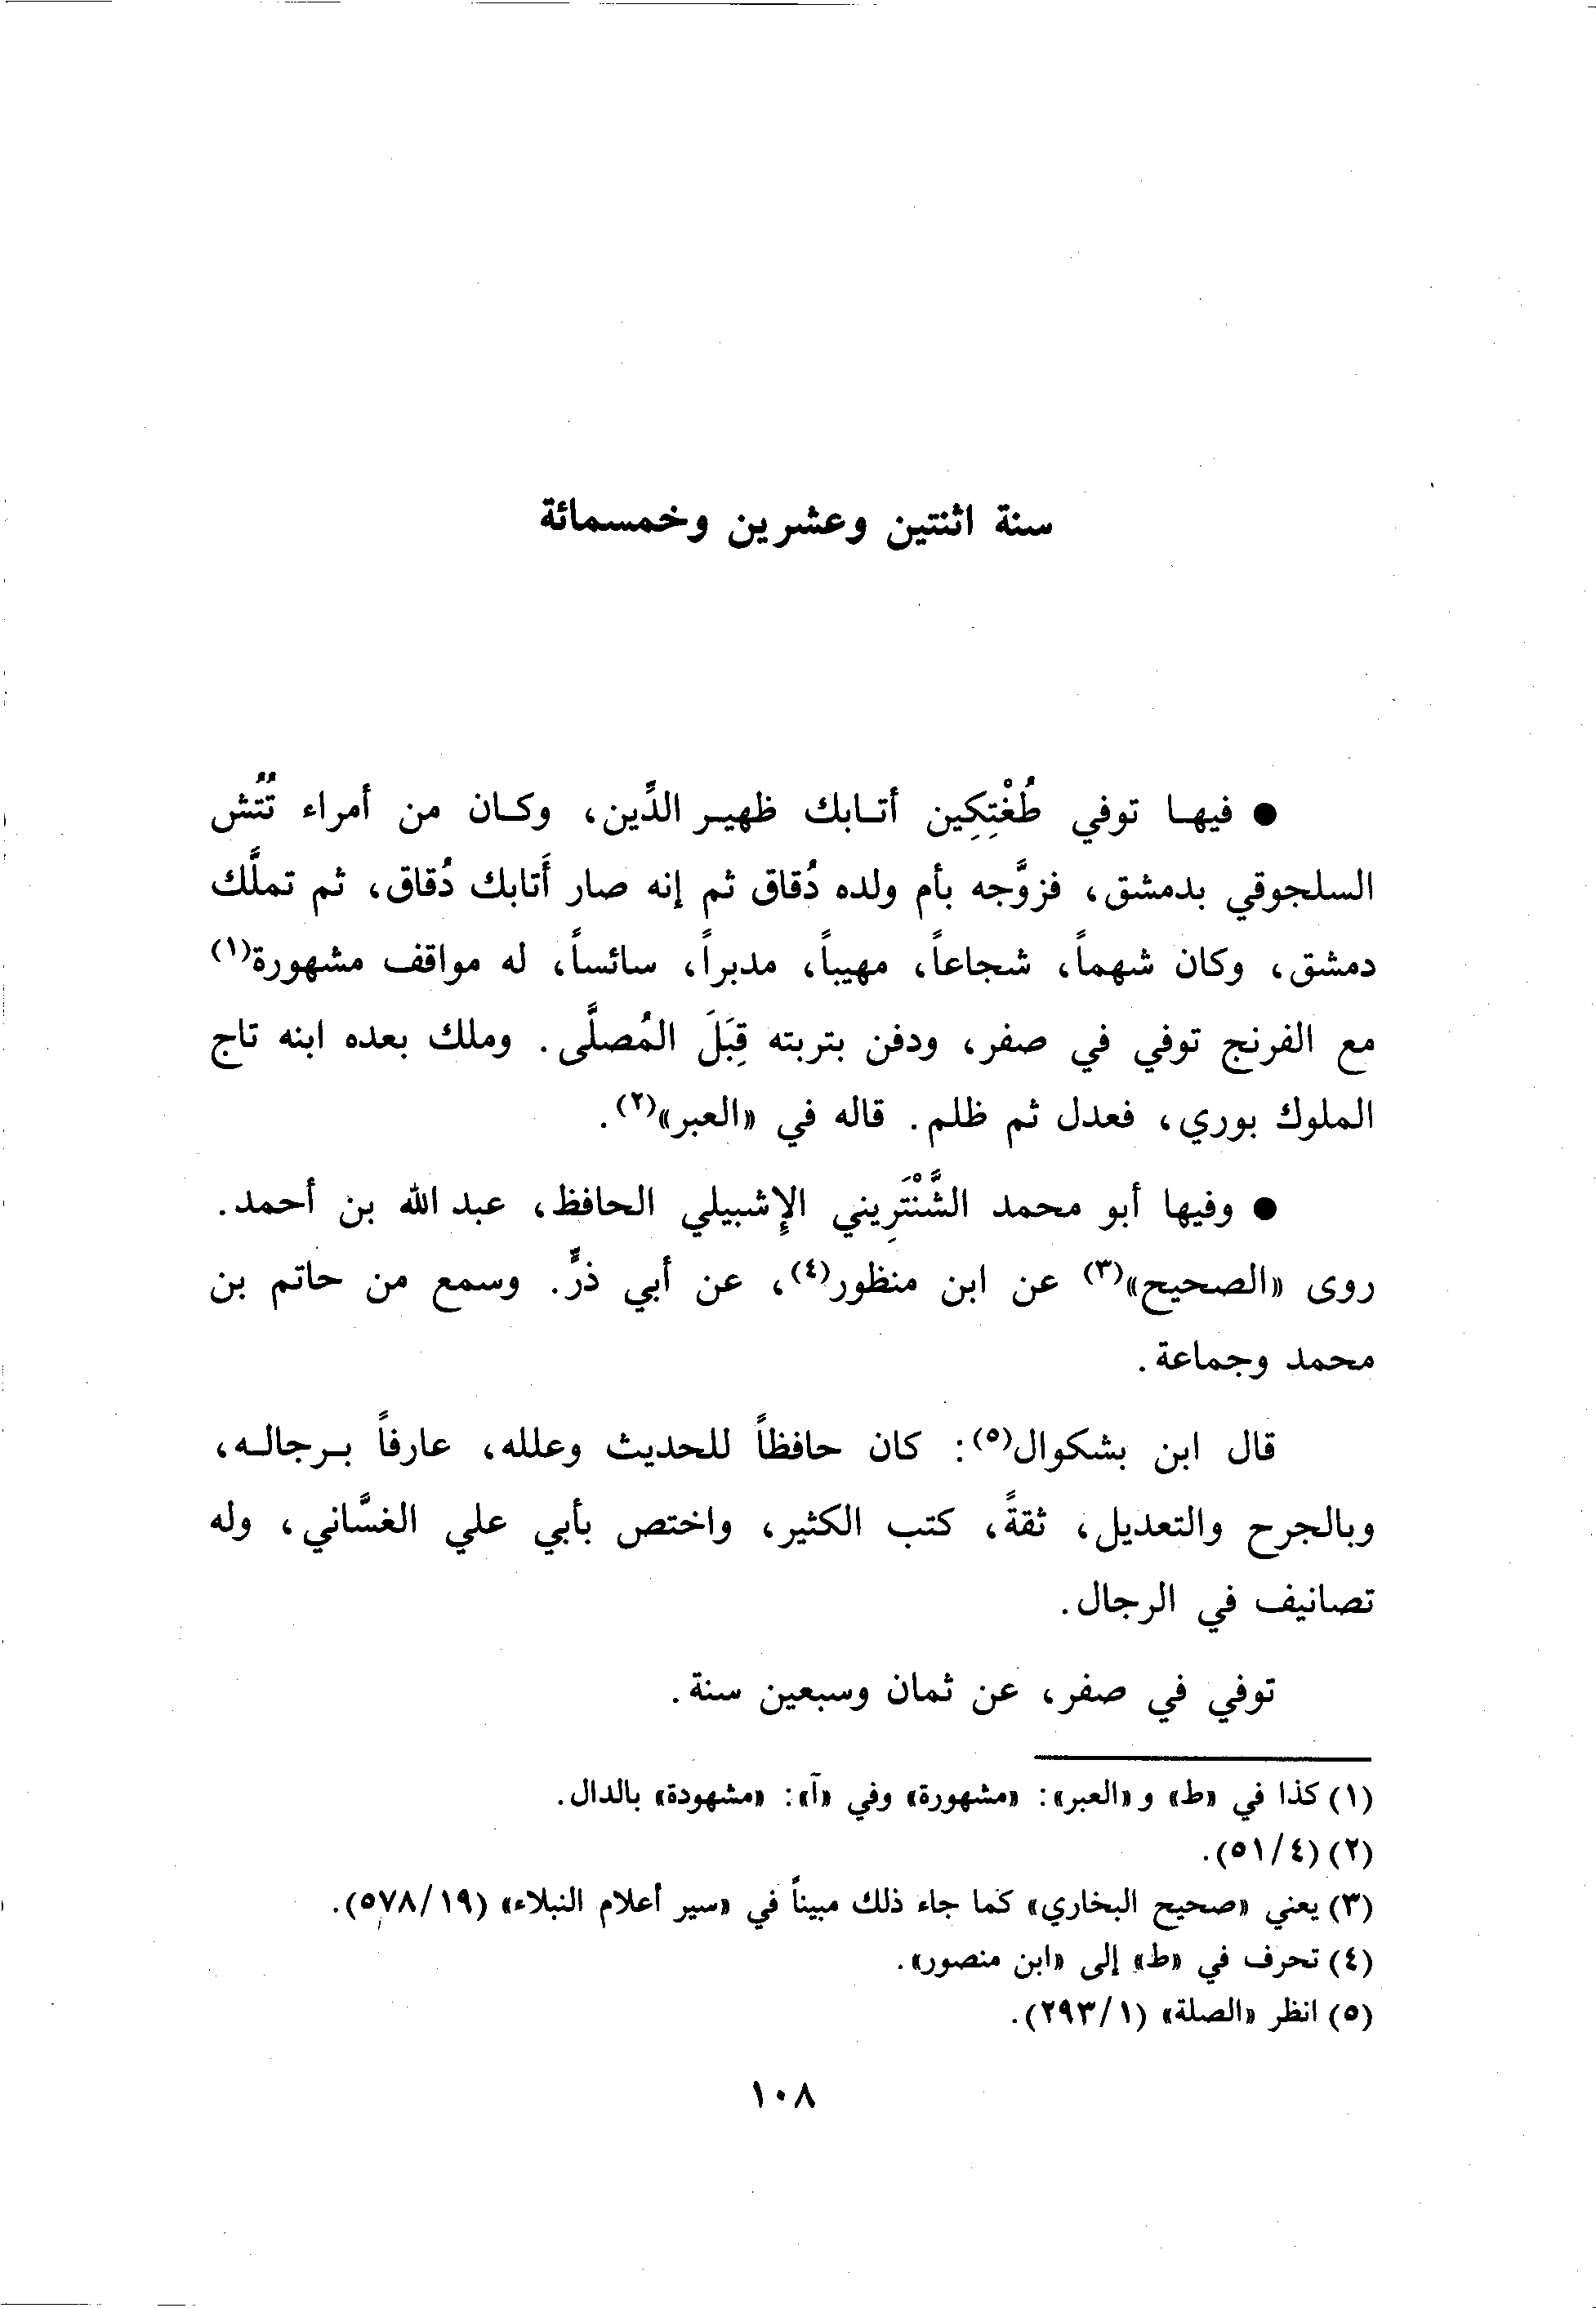 سنة اثنتين وعشرين وخمسمائة
● فيها توفي طُغْتِكِين أتابك ظهير الدِّين، وكان من أمراء تُتُش
السلجوقي بدمشق، فزوَّجه بأم ولده دُقاق ثم إنه صار أَتابك دُقاق، ثم تملَّك
دمشق، وكان شهماً، شجاعاً، مهيباً، مدبراً، سائساً، له مواقف مشهورة(١)
مع الفرنج توفي في صفر، ودفن بتربته قِبَلَ المُصلَّى. وملك بعده ابنه تاج
الملوك بوري، فعدل ثم ظلم. قاله في «العبر»(٢).
● وفيها أبو محمد الشَّنْتَرِيني الإشبيلي الحافظ، عبد الله بن أحمد.
روى «الصحيح»(٣) عن ابن منظور(٤)، عن أبي ذرٍّ. وسمع من حاتم بن
محمد وجماعة.
قال ابن بشكوال(٥): كان حافظاً للحديث وعلله، عارفاً برجاله،
وبالجرح والتعديل، ثقةً، كتب الكثير، واختص بأبي علي الغسَّاني، وله
تصانيف في الرجال.
توفي في صفر، عن ثمان وسبعين سنة.
(١) كذا في «ط» و«العبر»: «مشهورة» وفي «آ»: «مشهودة» بالدال.
(٢) (٤/٥١).
(٣) يعني «صحيح البخاري» كما جاء ذلك مبيناً في «سير أعلام النبلاء» (١٩/٥٧٨).
(٤) تحرف في «ط» إلى «ابن منصور».
(٥) انظر «الصلة» (١/٢٩٣).
١٠٨